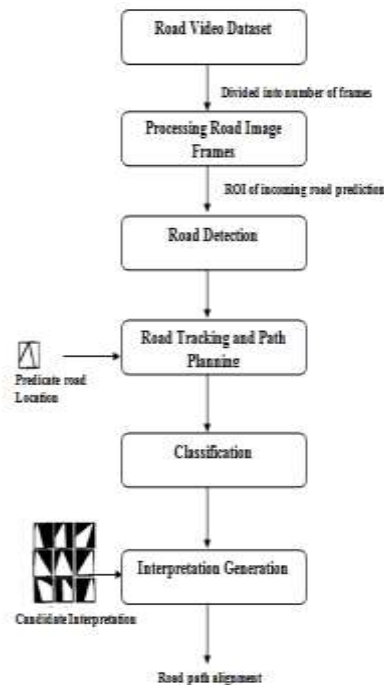 Road Video Dataset
Divided into number of frames
Processing Road Image
Frames
ROI of incoming road prediction
Road Detection
Road Tracking and Path
Planning
Predicate road
Location
Classification
Interpretation Generation
Candidate Interpretation
Road path alignment